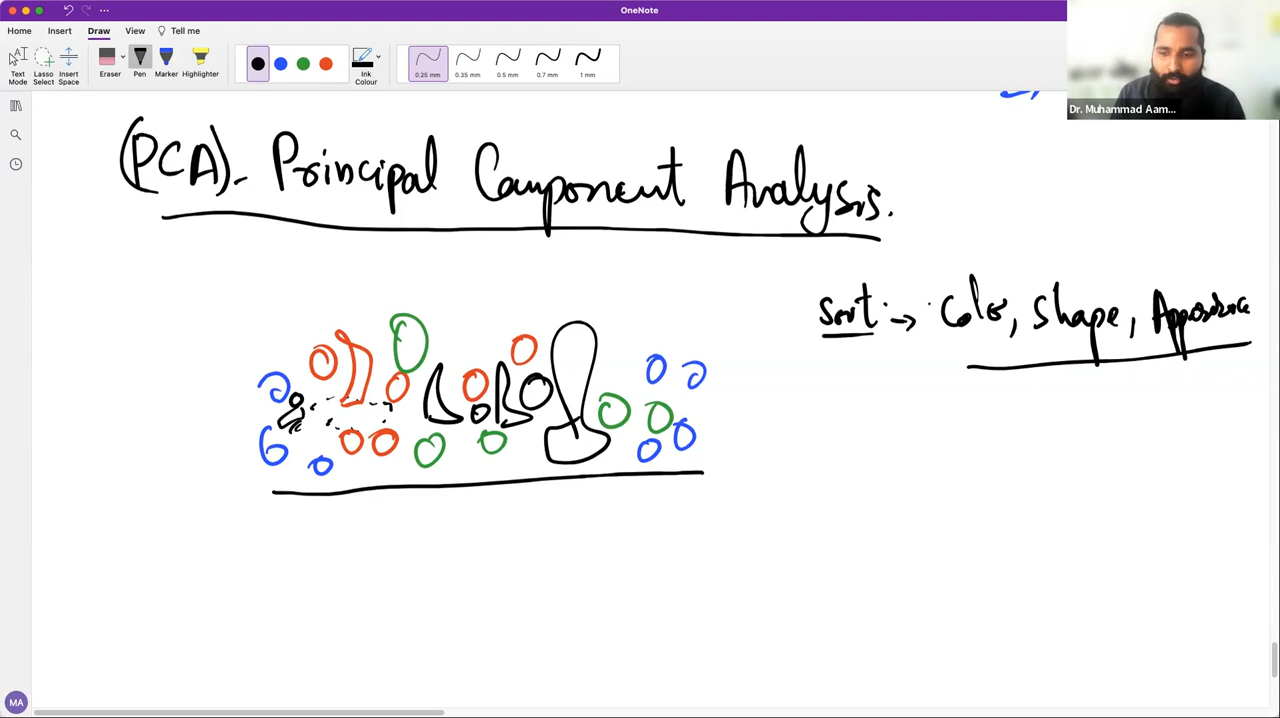 OneNote
Home Insert Draw View Tell me
Text Mode Lasso Select Insert Space Eraser Pen Marker Highlighter Ink Colour 0.25 mm 0.35 mm 0.5 mm 0.7 mm 1 mm
Dr. Muhammad Aam...
(PCA). Principal Component Analysis.
Sort → Color, Shape,
MA